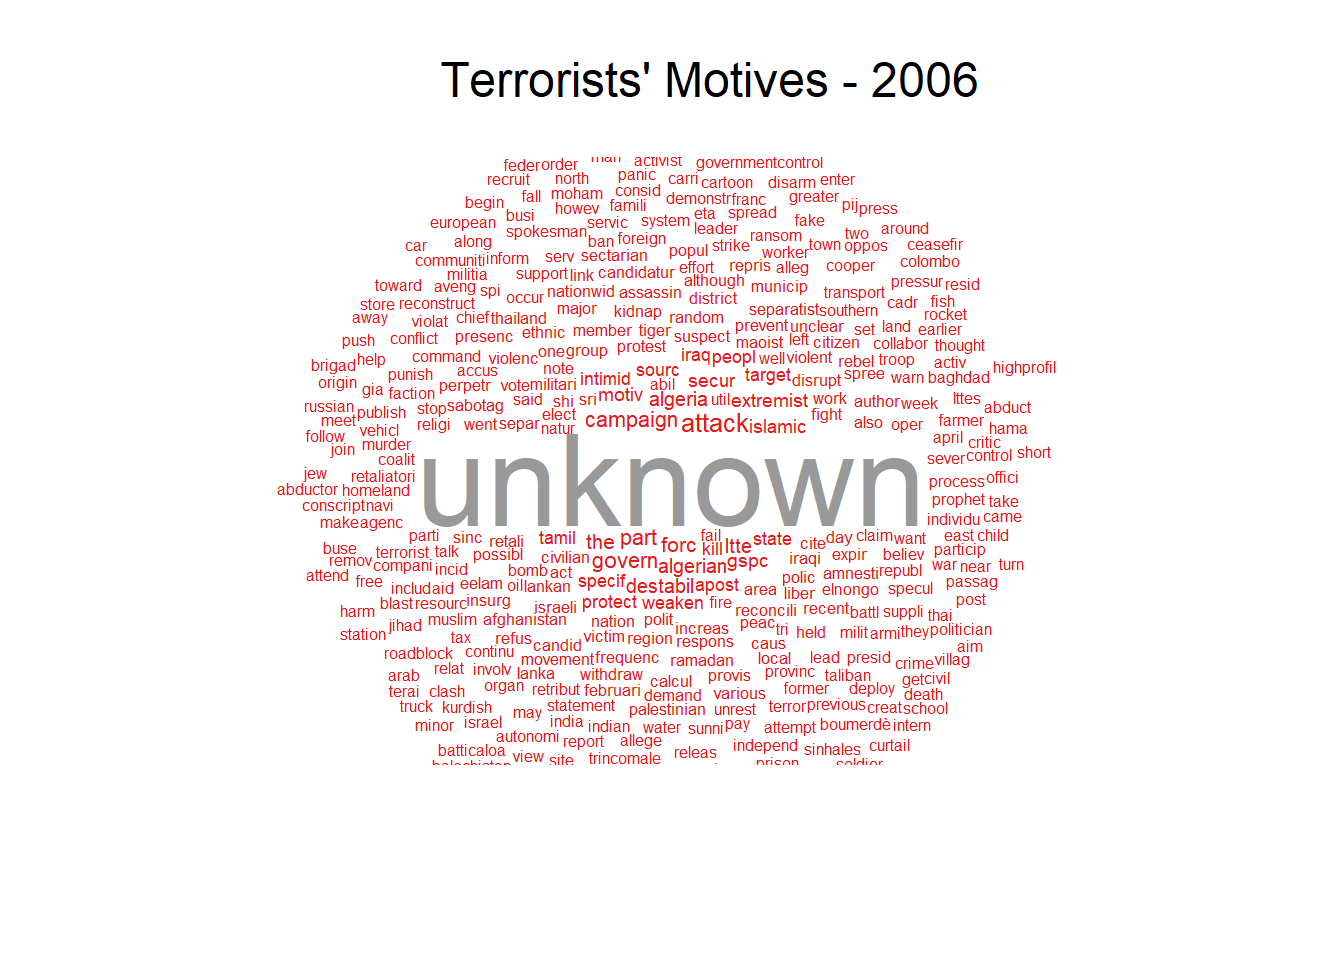 Terrorists' Motives - 2006
federorder man activist governmentcontrol
recruit north panic carri cartoon disarm enter
begin fall moham consid demonstrfranc greater pijpress
european busi howev famili servic system eta spread fake
spokesman ban foreign leader strike ransom worker town two oppos around ceasefir
car along communitiinform serv sectarian popul effort repris alleg cooper colombo
militia support link candidatur although municip transport pressur resid
toward aveng spi occur nationwid assassin district separatist southern cadr fish
store reconstruct away violat chief thailand major kidnap random prevent unclear set land rocket earlier
push conflict presenc ethnic member tiger suspect maoist left citizen collabor thought
brigad help command violenc onegroup protest iraq peopl well violent rebel troop activ highprofil
origin gia punish accus perpetr note sourc secur target disrupt spree warn baghdad
faction votemilitari intimid abil motiv algeria util extremist work author week lttes abduct
russian publish stop sabotag said shi sri elect campaign attack islamic fight also oper farmer hama
meet follow vehicl religi went separ natur april critic
join murder coalit sever control short
unknown
jew retaliatori process offici
abductor homeland prophet take
conscriptnavi individu came
makeagenc
parti sinc retali tamil the part forc fail kill ltte state cite day claim want east child
buse remov terrorist talk possibl civilian govern algerian gspc iraqi expir believ particip
attend compani incid bomb act specif destabil apost area polic amnesti republ war near turn
free includ aid eelam oil lankan liber elnongo specul passag
harm blast resourc insurg israeli protect weaken fire reconcili recent battl suppli thai post
station jihad muslim afghanistan nation polit increas peac tri held milit armi they politician
tax refus candid victim region respons caus aim
roadblock continu movement frequenc ramadan local lead presid crime villag
arab relat involv lanka withdraw calcul provis provinc taliban getcivil
terai clash organ retribut februari demand various former deploy death
truck kurdish may statement palestinian unrest terror previous creat school
minor israel india indian water sunni pay attempt boumerdè intern
autonomi report allege independ sinhales curtail
batticaloa view site trincomale releas prison soldier
balochistan